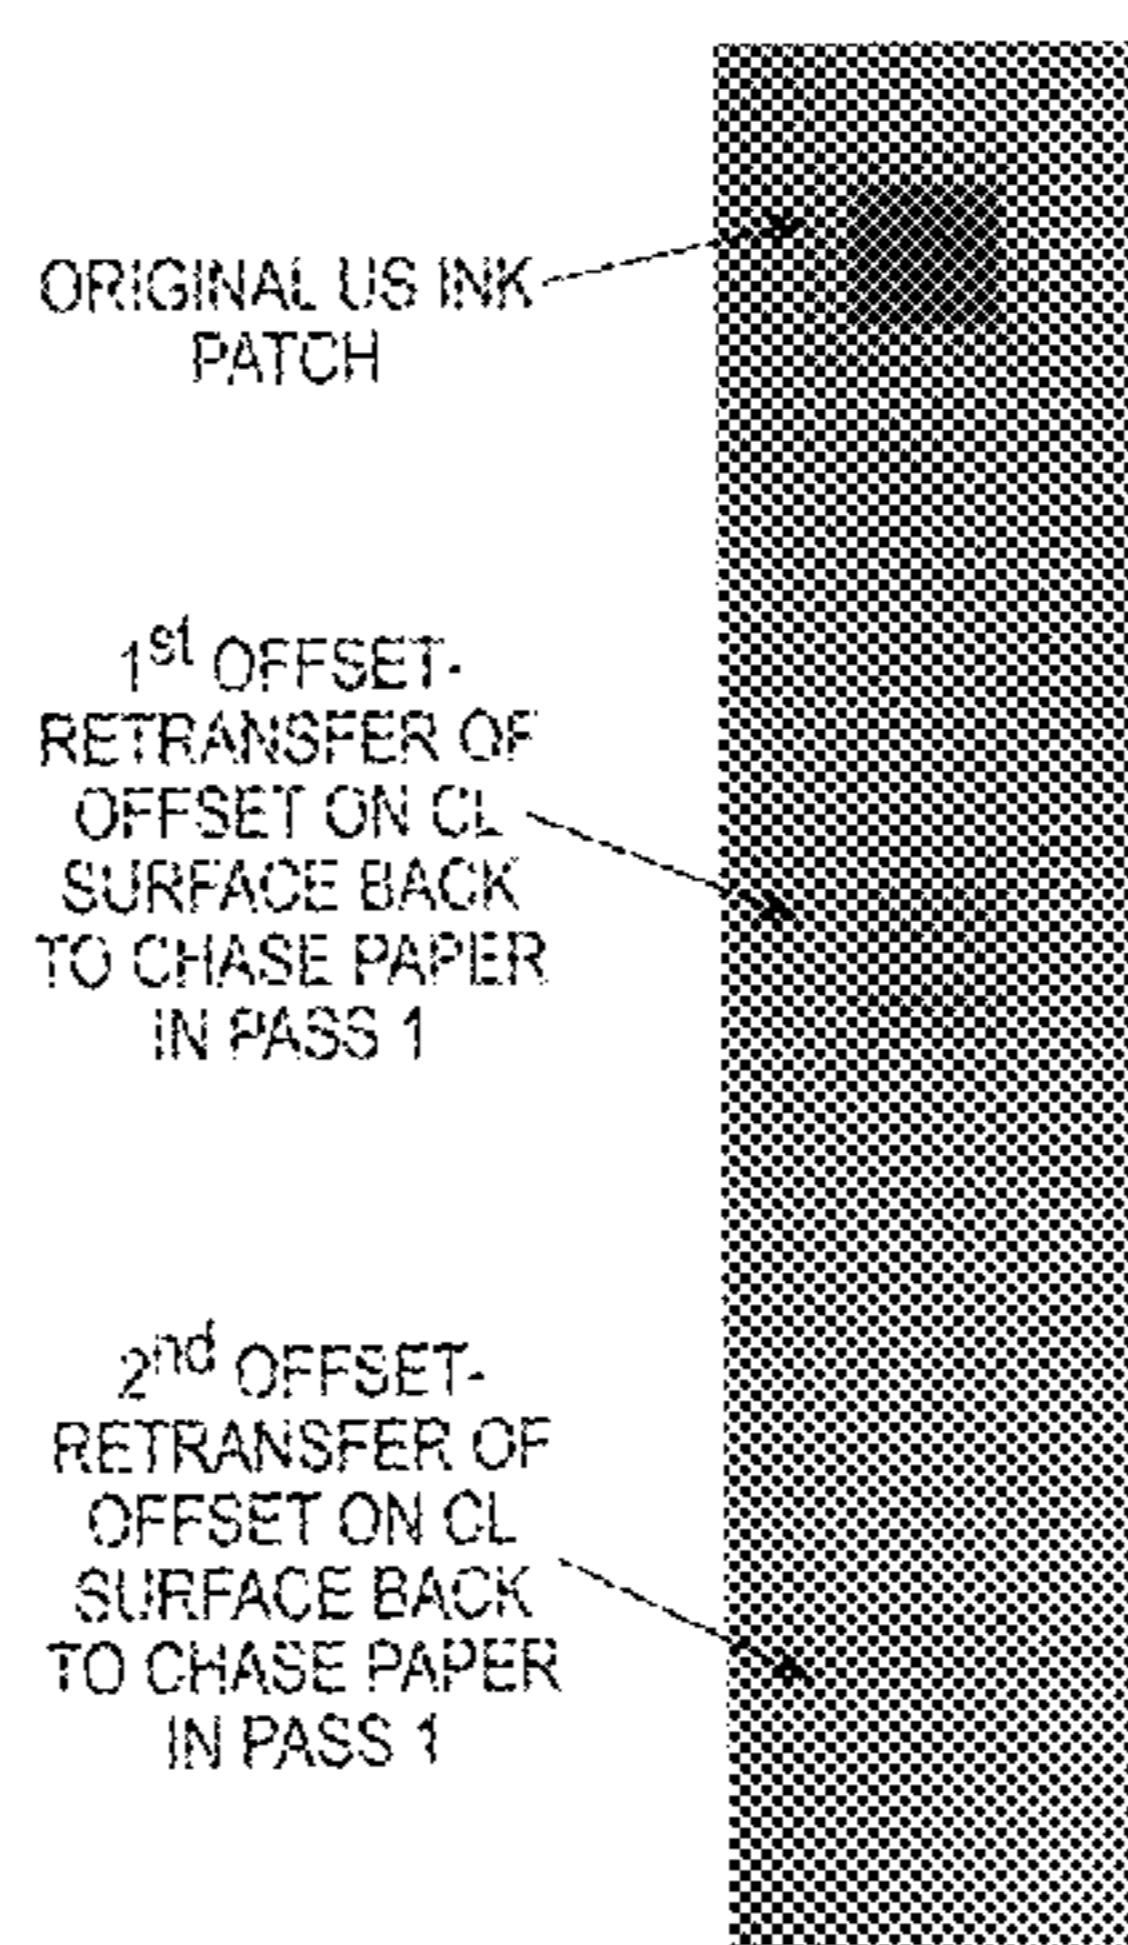 ORIGINAL US INK
PATCH
1st OFFSET-
RETRANSFER OF
OFFSET ON CL
SURFACE BACK
TO CHASE PAPER
IN PASS 1
2nd OFFSET-
RETRANSFER OF
OFFSET ON CL
SURFACE BACK
TO CHASE PAPER
IN PASS 1